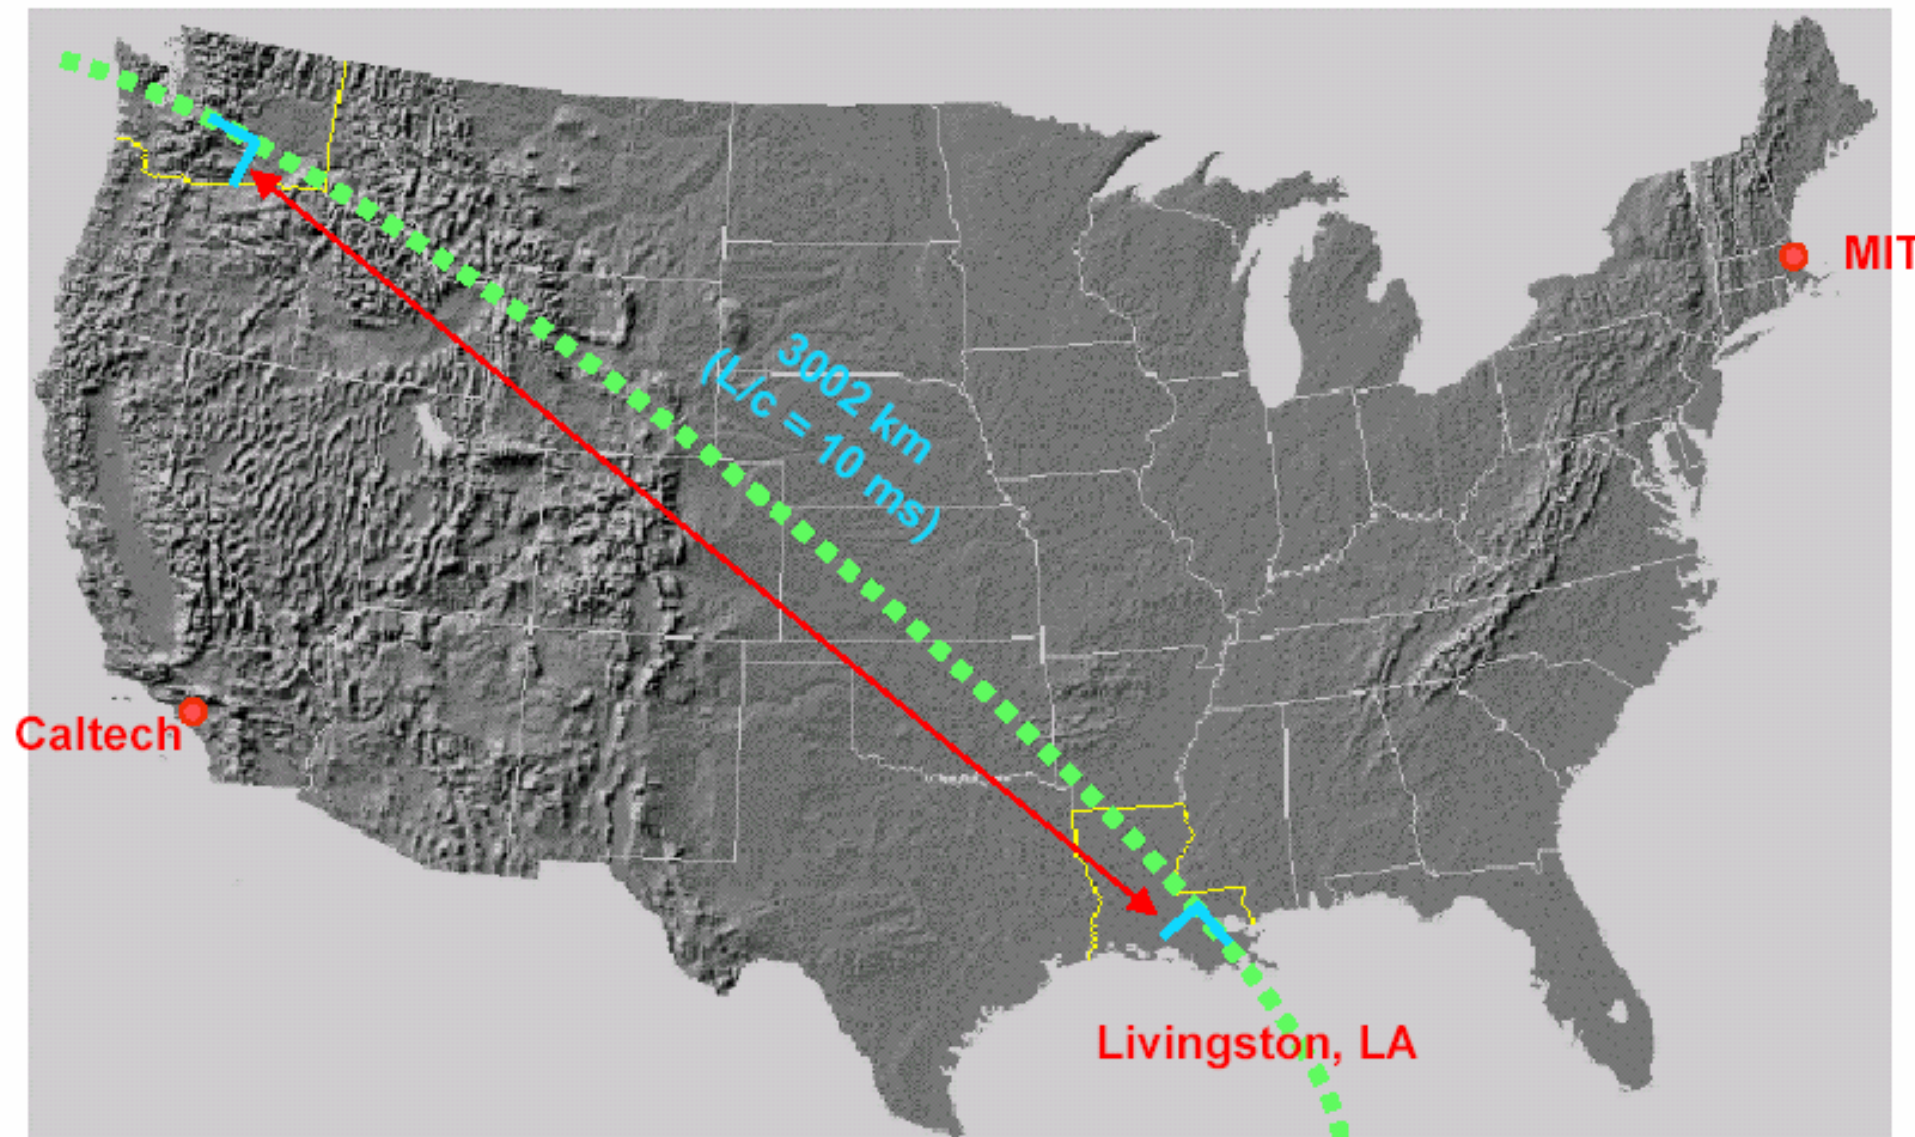 MIT
3002 km
(L/c = 10 ms)
Caltech
Livingston, LA